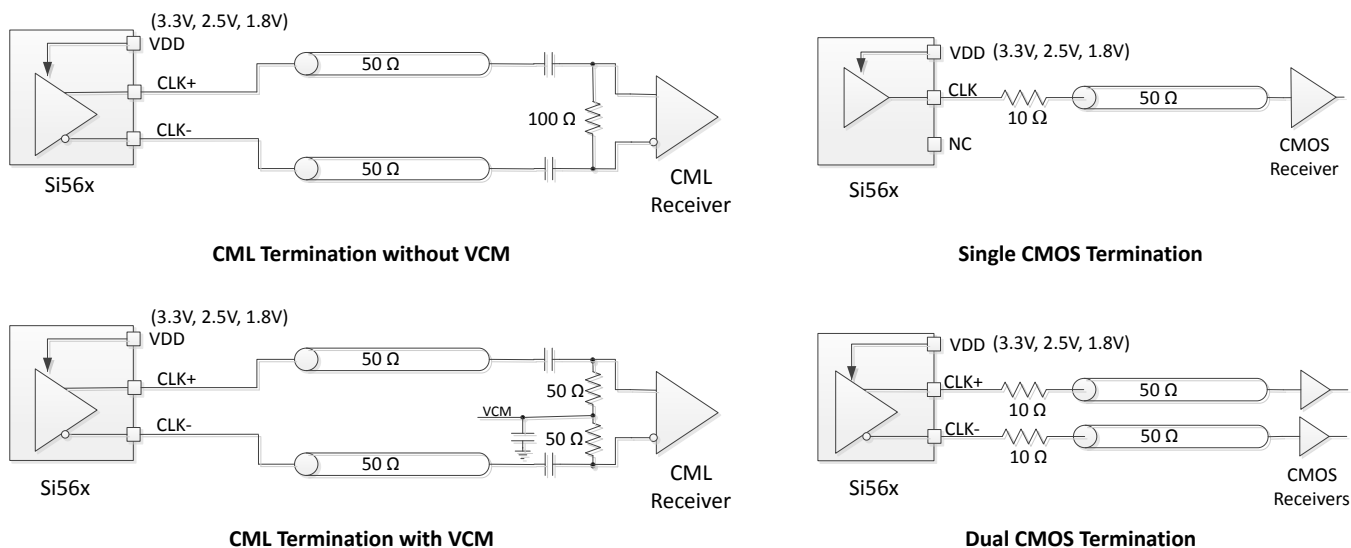 (3.3V, 2.5V, 1.8V)
VDD
CLK+
CLK-
50 Ω
50 Ω
100 Ω
Si56x
CML
Receiver
CML Termination without VCM
VDD (3.3V, 2.5V, 1.8V)
CLK
10 Ω
50 Ω
NC
CMOS
Receiver
Si56x
Single CMOS Termination
(3.3V, 2.5V, 1.8V)
VDD
CLK+
CLK-
50 Ω
50 Ω
VCM
50 Ω
50 Ω
Si56x
CML
Receiver
CML Termination with VCM
VDD (3.3V, 2.5V, 1.8V)
CLK+
10 Ω
50 Ω
CLK-
10 Ω
50 Ω
Si56x
CMOS
Receivers
Dual CMOS Termination